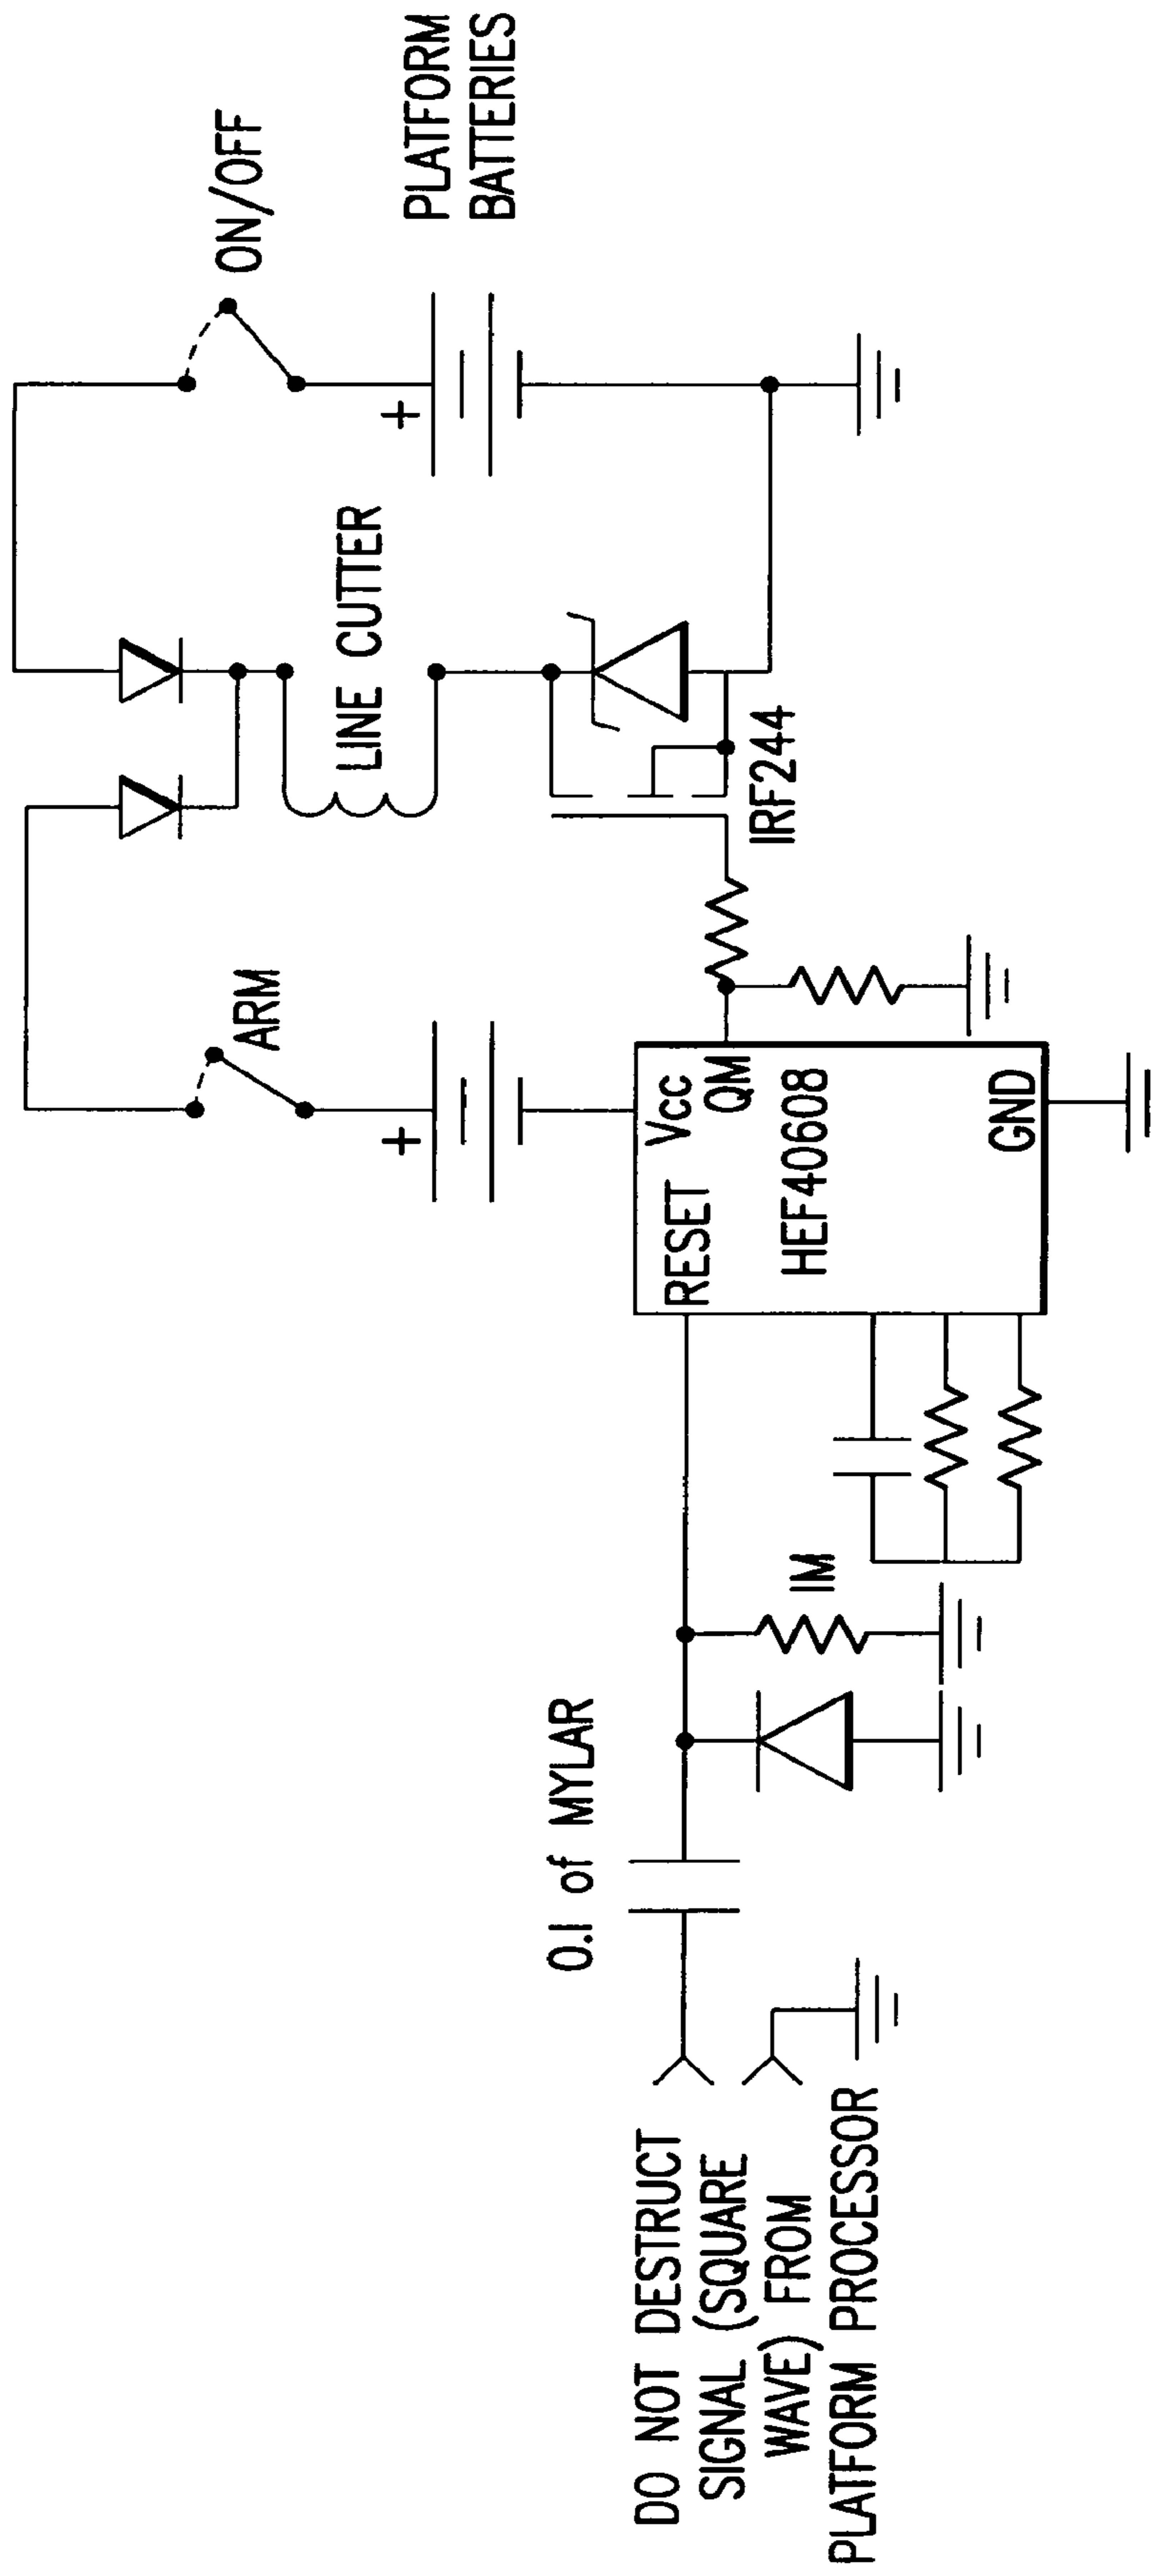 DO NOT DESTRUCT
SIGNAL (SQUARE
WAVE) FROM
PLATFORM PROCESSOR
0.1 of MYLAR
1M
RESET
Vcc
QM
HEF40608
GND
ARM
IRF244
LINE CUTTER
ON/OFF
PLATFORM
BATTERIES
+
+